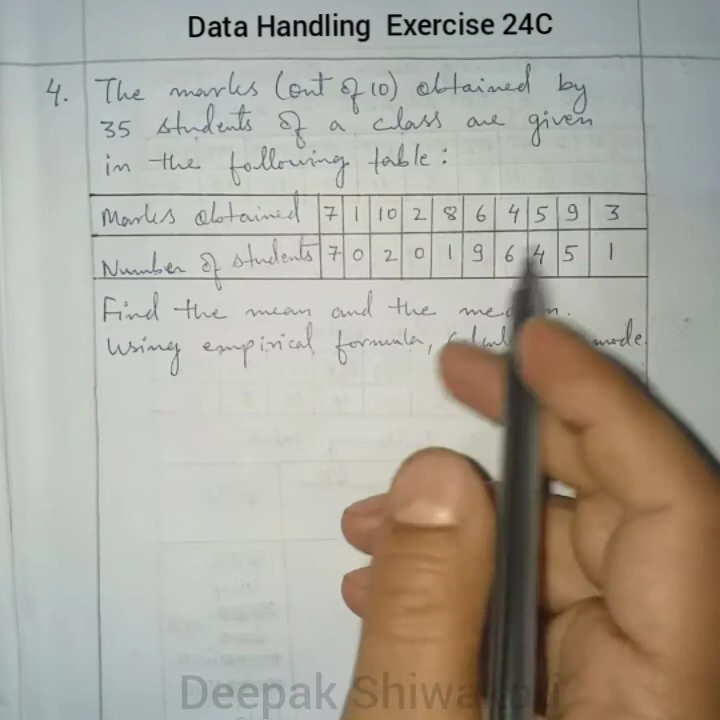 Data Handling Exercise 24C
4. The marks (out of 10) obtained by
35 students of a class are given
in the following table:
Marks obtained 7 1 10 2 8 6 4 5 9 3
Number of students 7 0 2 0 1 9 6 4 5 1
Find the mean and the
Using empirical formula, mode
Deepak